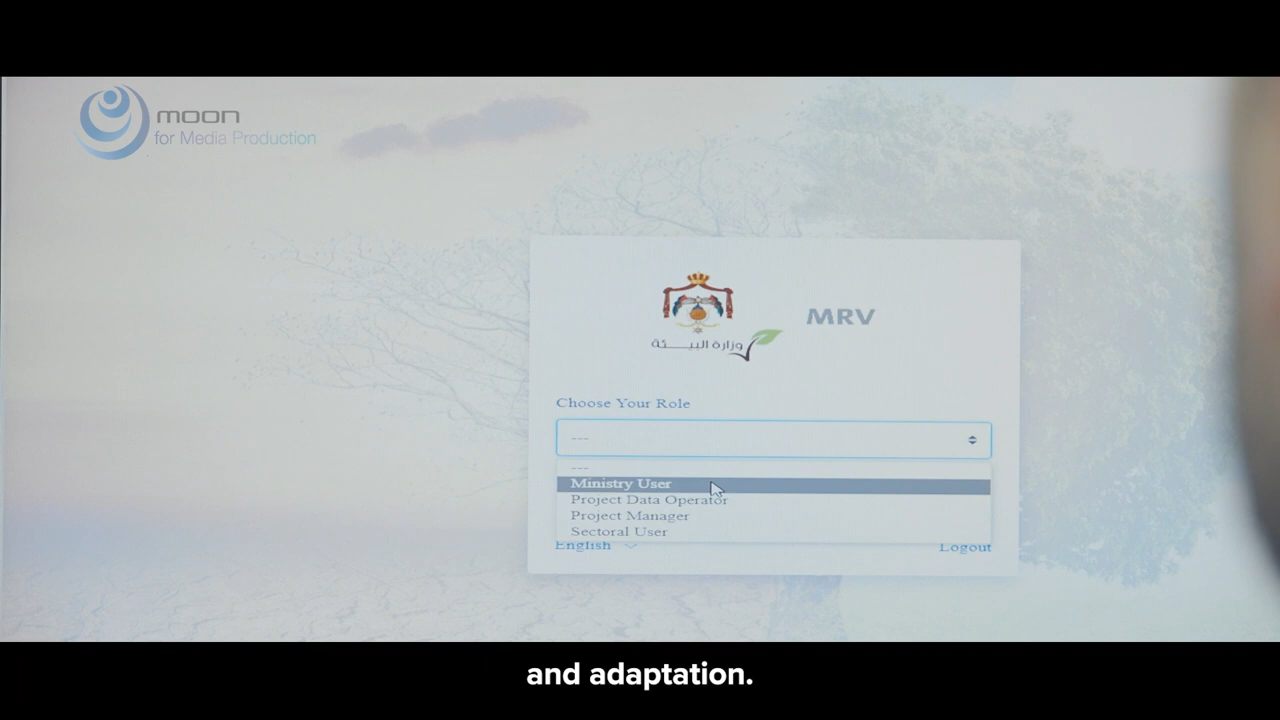 moon
for Media Production
MRV
وزارة البيـــئة
Choose Your Role
---
---
Ministry User
Project Data Operator
Project Manager
Sectoral User
English
Logout
and adaptation.